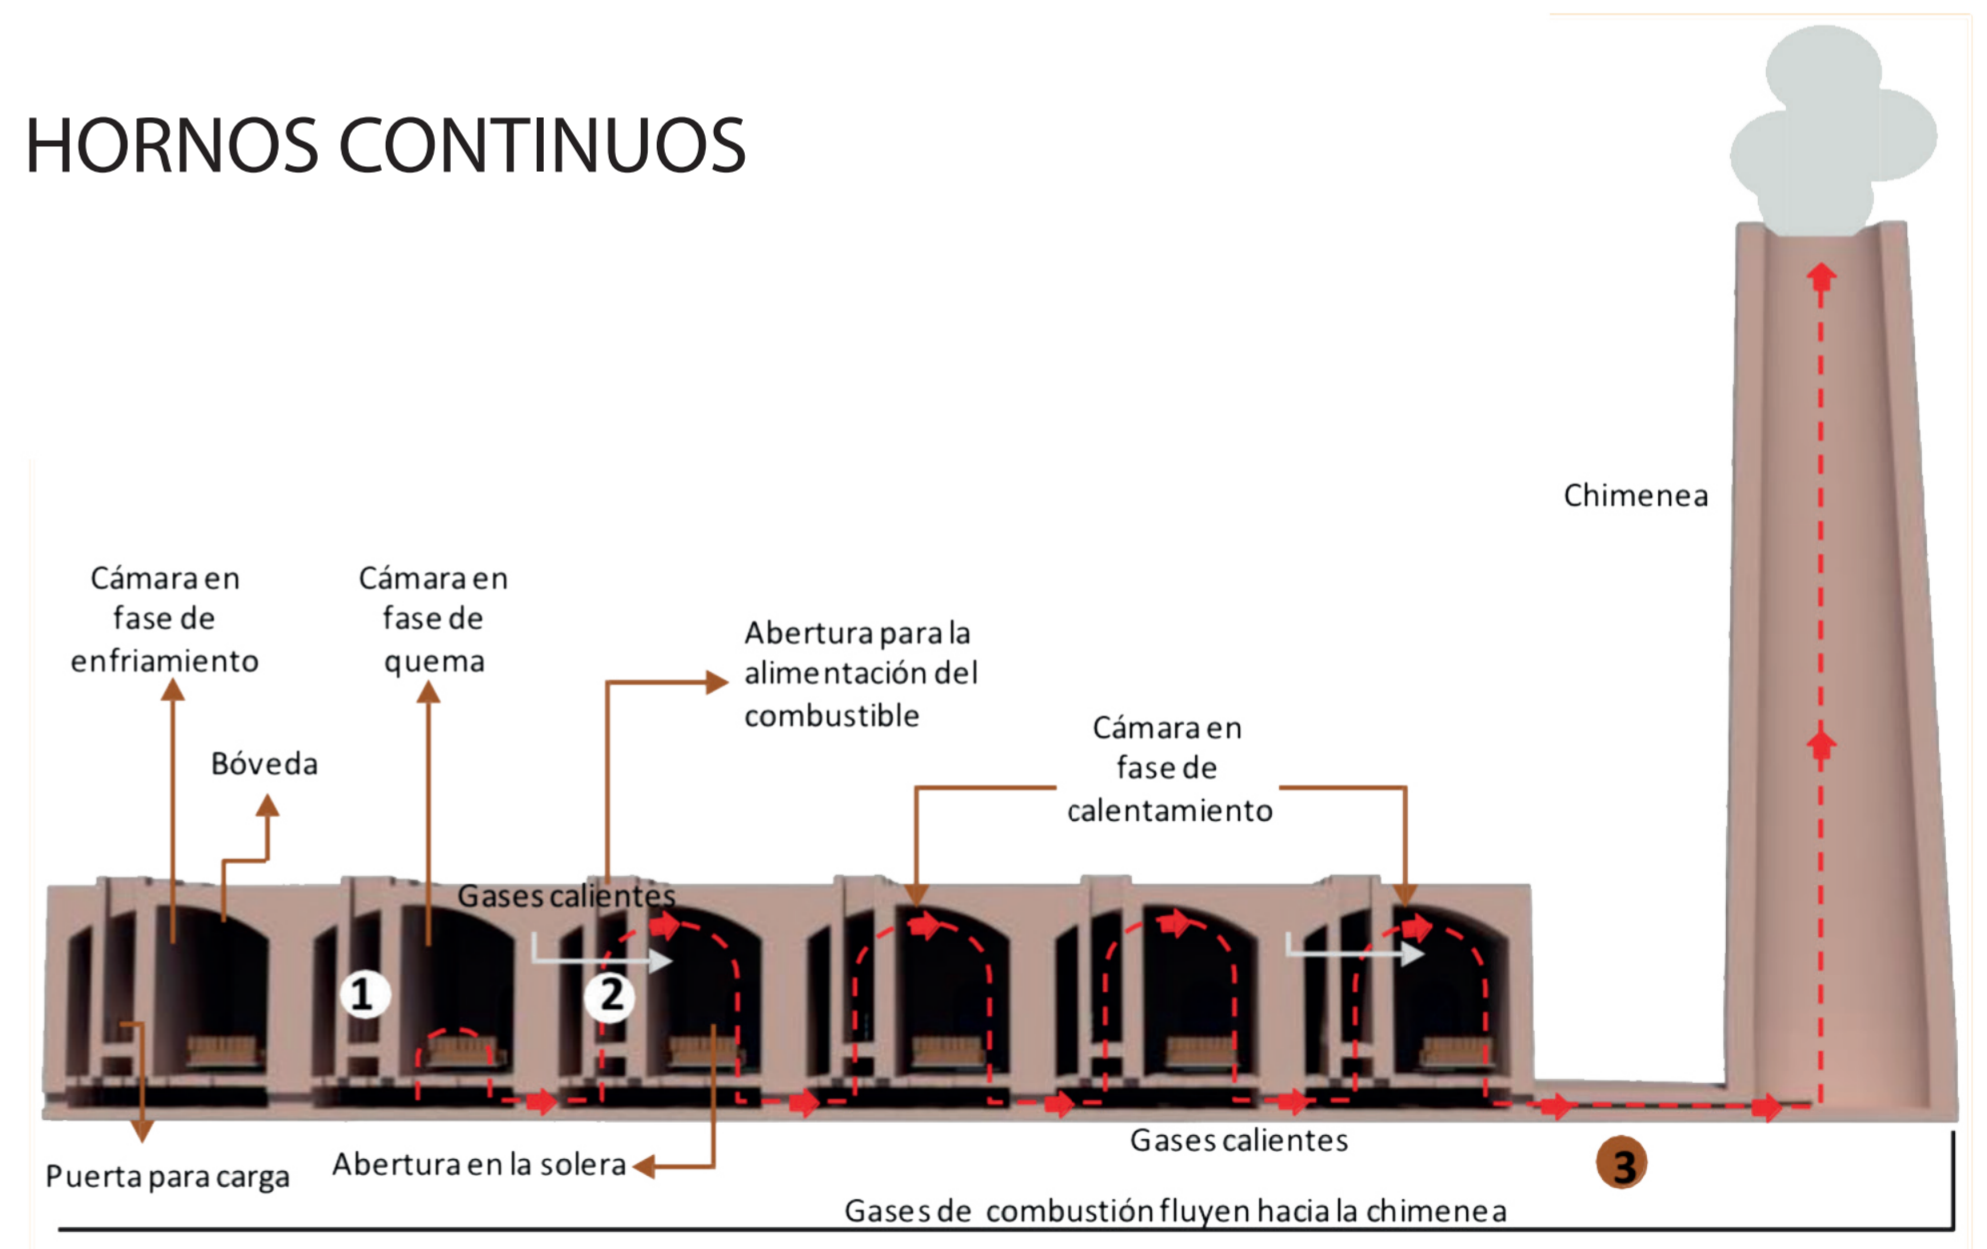 HORNOS CONTINUOS
Chimenea
Cámara en
fase de
enfriamiento
Cámara en
fase de
quema
Abertura para la
alimentación del
combustible
Bóveda
Cámara en
fase de
calentamiento
Gases calientes
1
2
Puerta para carga
Abertura en la solera
Gases calientes
3
Gases de combustión fluyen hacia la chimenea